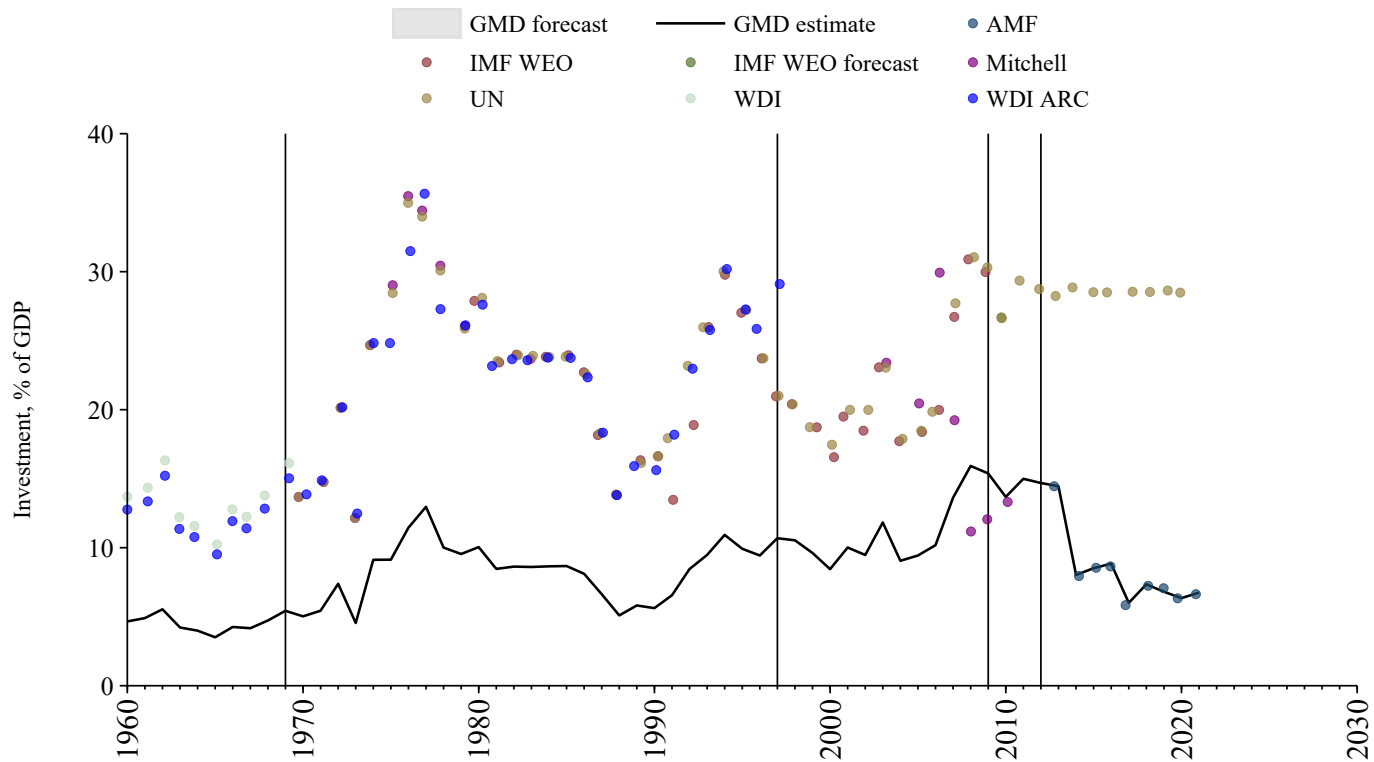 GMD forecast GMD estimate AMF
IMF WEO IMF WEO forecast Mitchell
UN WDI WDI ARC
Investment, % of GDP
40
30
20
10
0
1960 1970 1980 1990 2000 2010 2020 2030